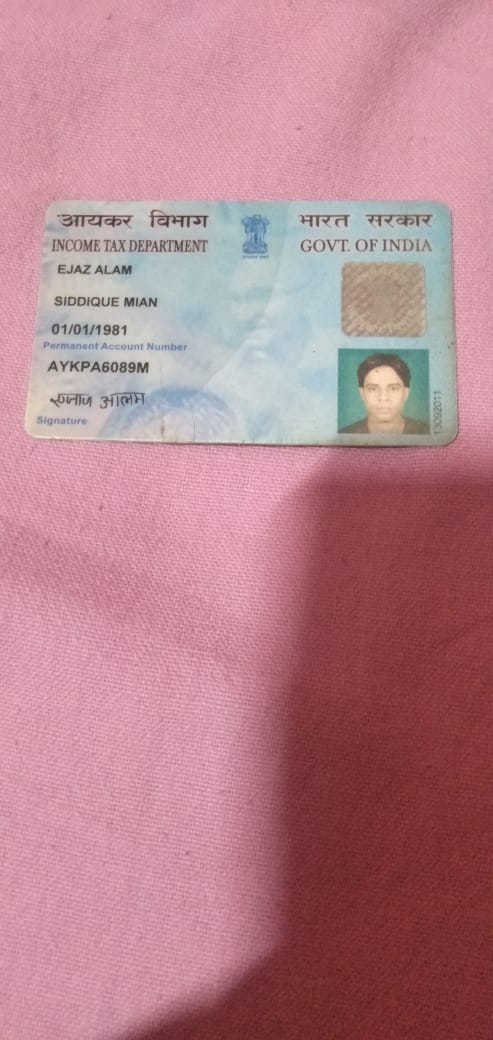 आयकर विभाग भारत सरकार
INCOME TAX DEPARTMENT GOVT. OF INDIA
EJAZ ALAM
SIDDIQUE MIAN
01/01/1981
Permanent Account Number
AYKPA6089M
एजाज आलम
Signature
13092011